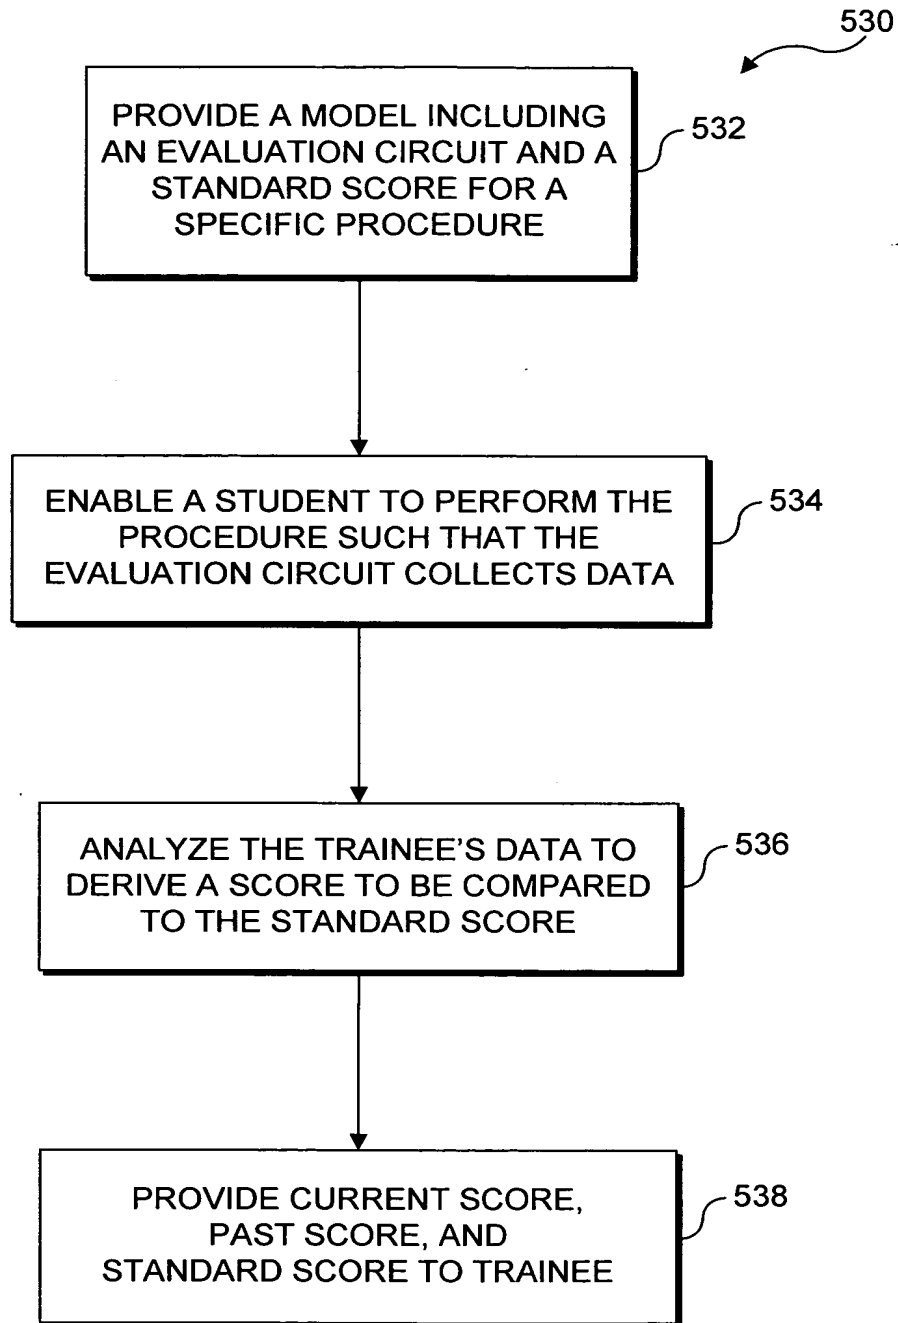 530
PROVIDE A MODEL INCLUDING
AN EVALUATION CIRCUIT AND A
STANDARD SCORE FOR A
SPECIFIC PROCEDURE
532
ENABLE A STUDENT TO PERFORM THE
PROCEDURE SUCH THAT THE
EVALUATION CIRCUIT COLLECTS DATA
534
ANALYZE THE TRAINEE'S DATA TO
DERIVE A SCORE TO BE COMPARED
TO THE STANDARD SCORE
536
PROVIDE CURRENT SCORE,
PAST SCORE, AND
STANDARD SCORE TO TRAINEE
538